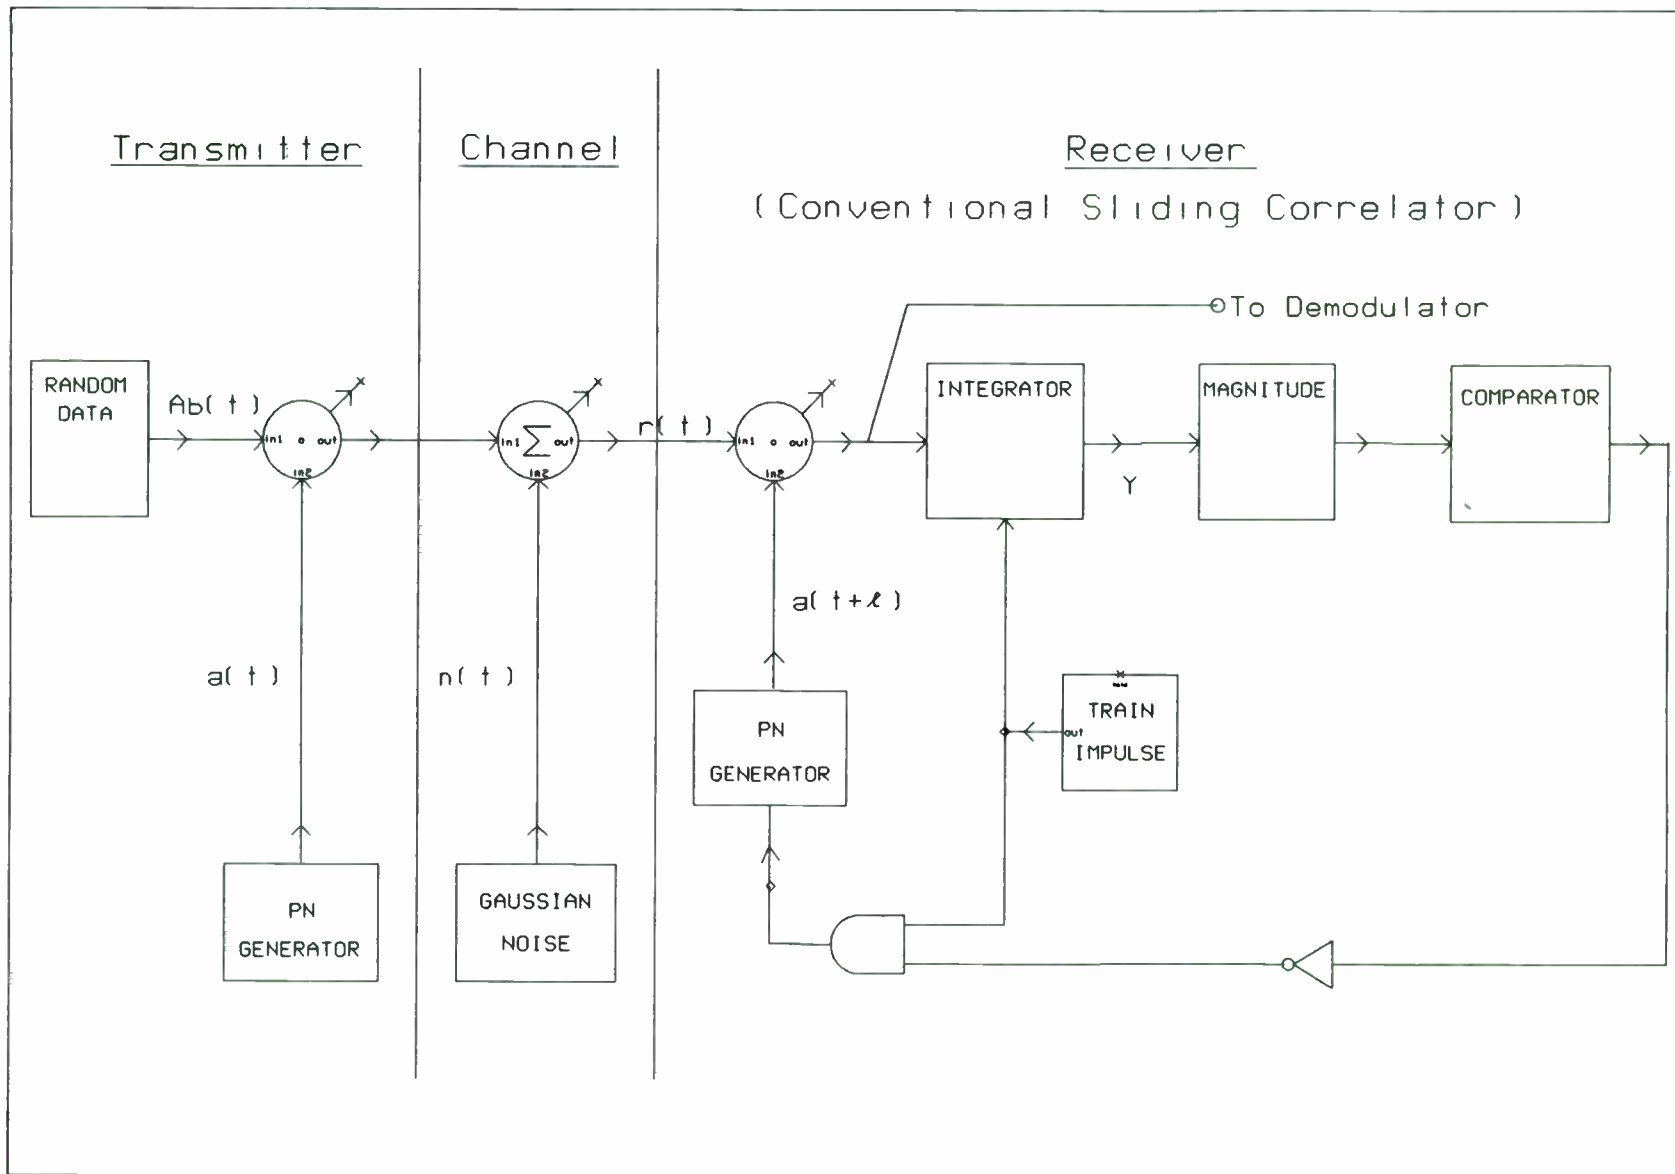 Transmitter
Channel
Receiver
(Conventional Sliding Correlator)
To Demodulator
RANDOM
DATA
Ab(t)
in1 out
in2
in1 Σ out
in2
r(t)
in1 out
in2
INTEGRATOR
Y
MAGNITUDE
COMPARATOR
a(t)
n(t)
a(t+ℓ)
PN
GENERATOR
TRAIN
out
IMPULSE
PN
GENERATOR
GAUSSIAN
NOISE